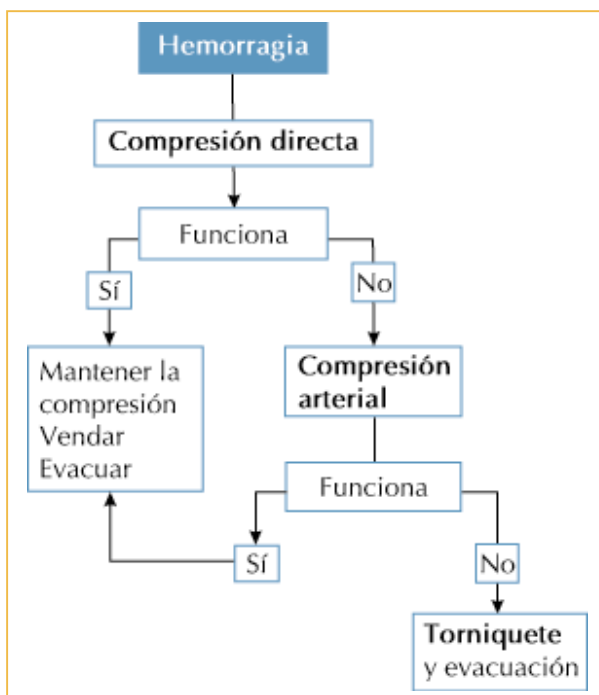 Hemorragia
Compresión directa
Funciona
Sí
No
Mantener la
compresión
Vendar
Evacuar
Compresión
arterial
Funciona
Sí
No
Torniquete
y evacuación